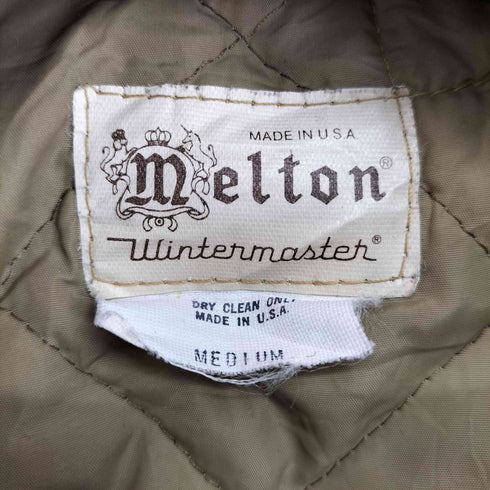 MADE IN U.S.A
Melton®
Wintermaster®
DRY CLEAN ONLY
MADE IN U.S.A.
MEDIUM